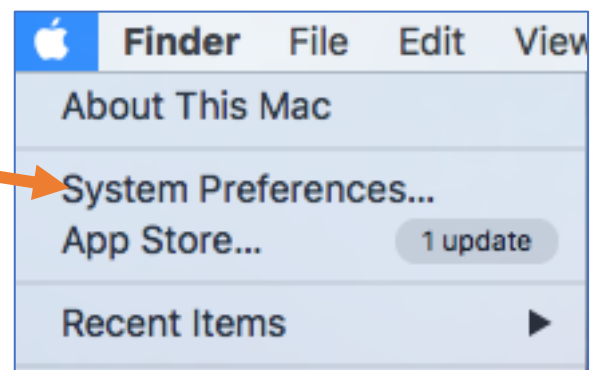 Finder File Edit View
About This Mac
System Preferences...
App Store... 1 update
Recent Items